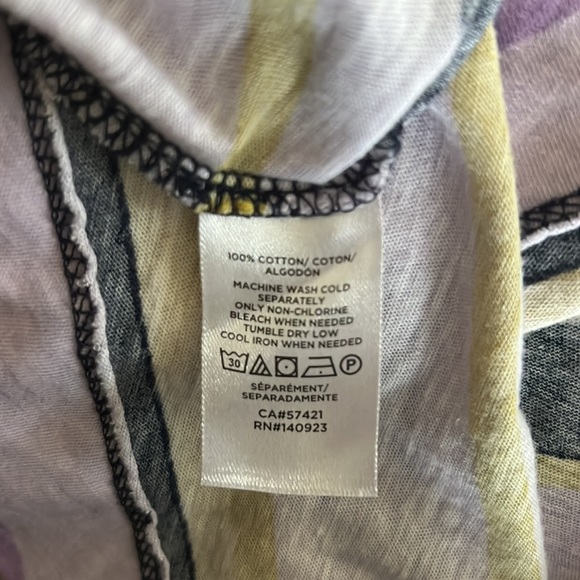 100% COTTON/ COTON/
ALGODÓN
MACHINE WASH COLD
SEPARATELY
ONLY NON-CHLORINE
BLEACH WHEN NEEDED
TUMBLE DRY LOW
COOL IRON WHEN NEEDED
30 P
SÉPARÉMENT/
SEPARADAMENTE
CA#57421
RN#140923